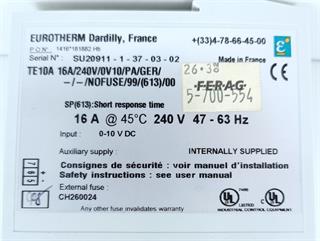 EUROTHERM Dardilly, France
+(33)4-78-66-45-00
P.O.N° 1416*181882 Hb
Serial N° : SU20911 - 1 - 37 - 03 - 02
Made in France
TE10A 16A/240V/0V10/PA/GER/
- / - /NOFUSE/99/(613)/00
26·38
FERAG
5-700-554
SP(613):Short response time
16 A @ 45°C 240 V 47 - 63 Hz
Input : 0-10 V DC
Auxiliary supply : INTERNALLY SUPPLIED
Consignes de sécurité : voir manuel d'installation
Safety instructions : see user manual
External fuse :
CH260024
Any other fuse invalidates warranty
UL
LISTED
INDUSTRIAL CONTROL EQUIPMENT